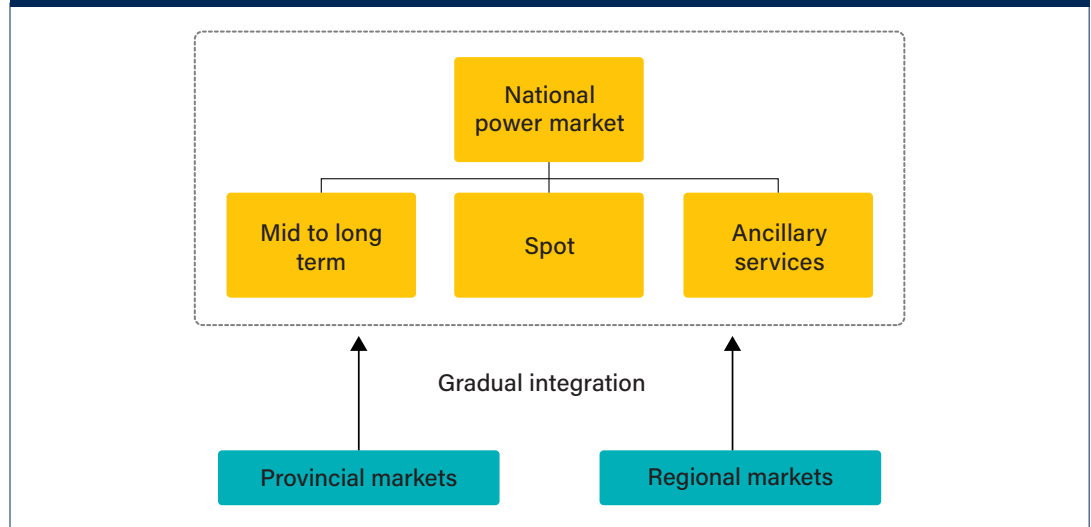 National
power market
Mid to long
term
Spot
Ancillary
services
Gradual integration
Provincial markets
Regional markets